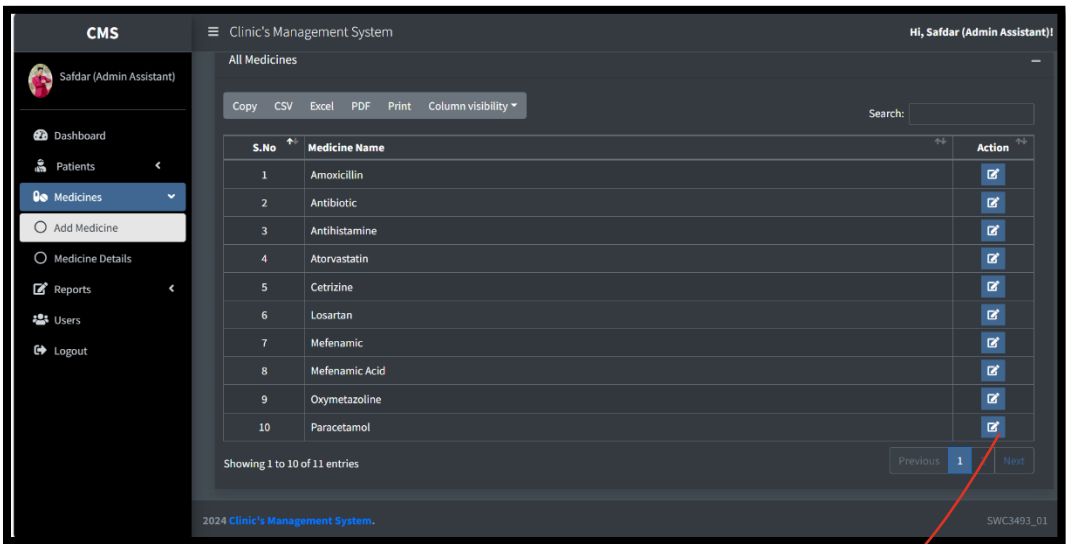 CMS
Clinic's Management System
Hi, Safdar (Admin Assistant)!
Safdar (Admin Assistant)
Dashboard
Patients
Medicines
Add Medicine
Medicine Details
Reports
Users
Logout
All Medicines
Copy CSV Excel PDF Print Column visibility
Search:
S.No Medicine Name Action
1 Amoxicillin
2 Antibiotic
3 Antihistamine
4 Atorvastatin
5 Cetrizine
6 Losartan
7 Mefenamic
8 Mefenamic Acid
9 Oxymetazoline
10 Paracetamol
Showing 1 to 10 of 11 entries
Previous 1 Next
2024 Clinic's Management System.
SWC3493_01